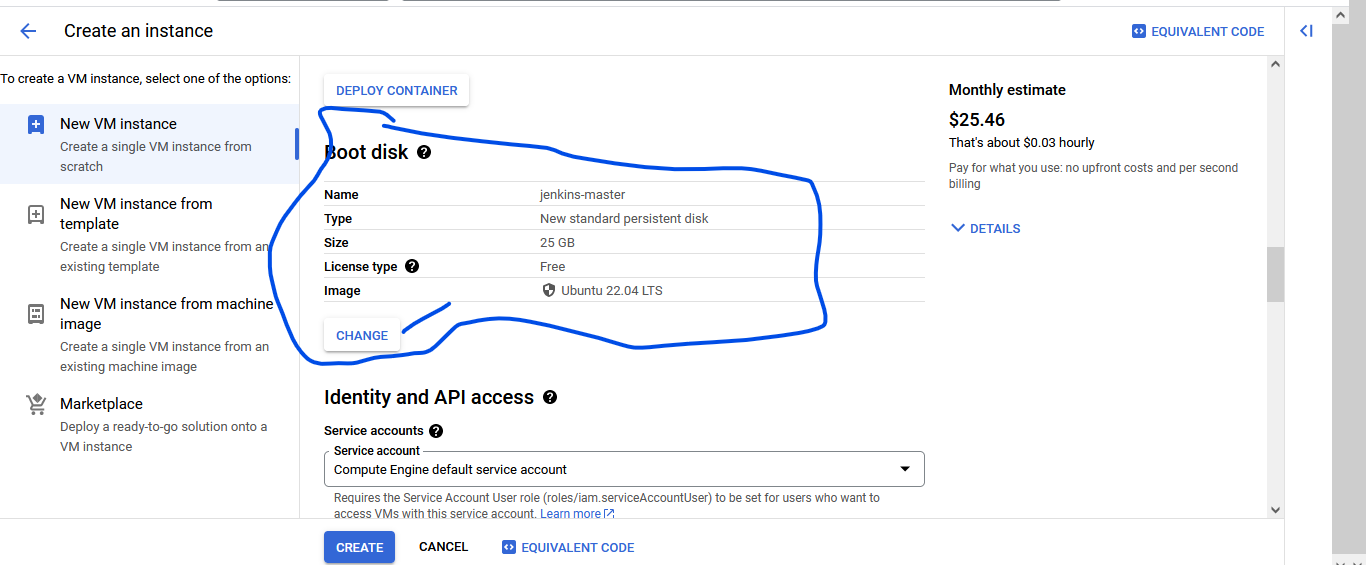 Create an instance
EQUIVALENT CODE
To create a VM instance, select one of the options:
New VM instance
Create a single VM instance from
scratch
New VM instance from
template
Create a single VM instance from an
existing template
New VM instance from machine
image
Create a single VM instance from an
existing machine image
Marketplace
Deploy a ready-to-go solution onto a
VM instance
DEPLOY CONTAINER
Boot disk
Name jenkins-master
Type New standard persistent disk
Size 25 GB
License type Free
Image Ubuntu 22.04 LTS
CHANGE
Identity and API access
Service accounts
Service account
Compute Engine default service account
Requires the Service Account User role (roles/iam.serviceAccountUser) to be set for users who want to
access VMs with this service account. Learn more
Monthly estimate
$25.46
That's about $0.03 hourly
Pay for what you use: no upfront costs and per second
billing
DETAILS
CREATE CANCEL EQUIVALENT CODE